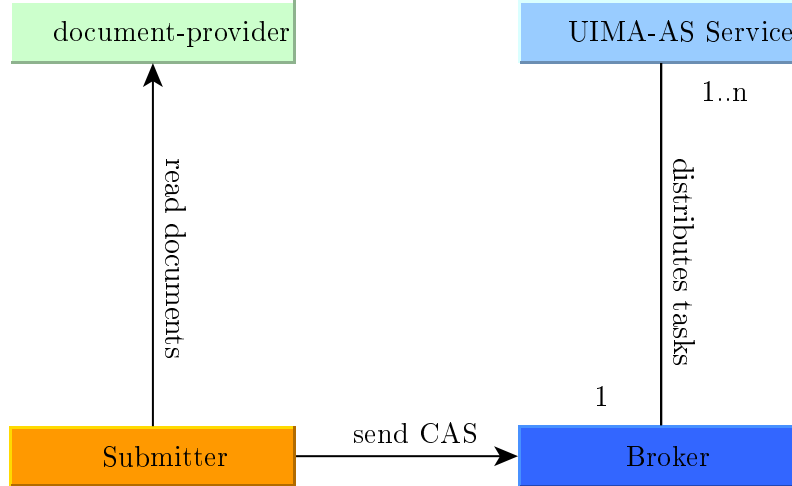 document-provider
UIMA-AS Service
1..n
read documents
distributes tasks
1
send CAS
Submitter
Broker